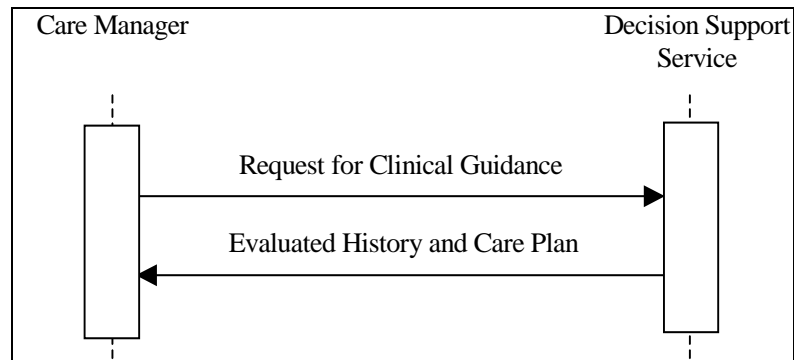 Care Manager
Decision Support
Service
Request for Clinical Guidance
Evaluated History and Care Plan